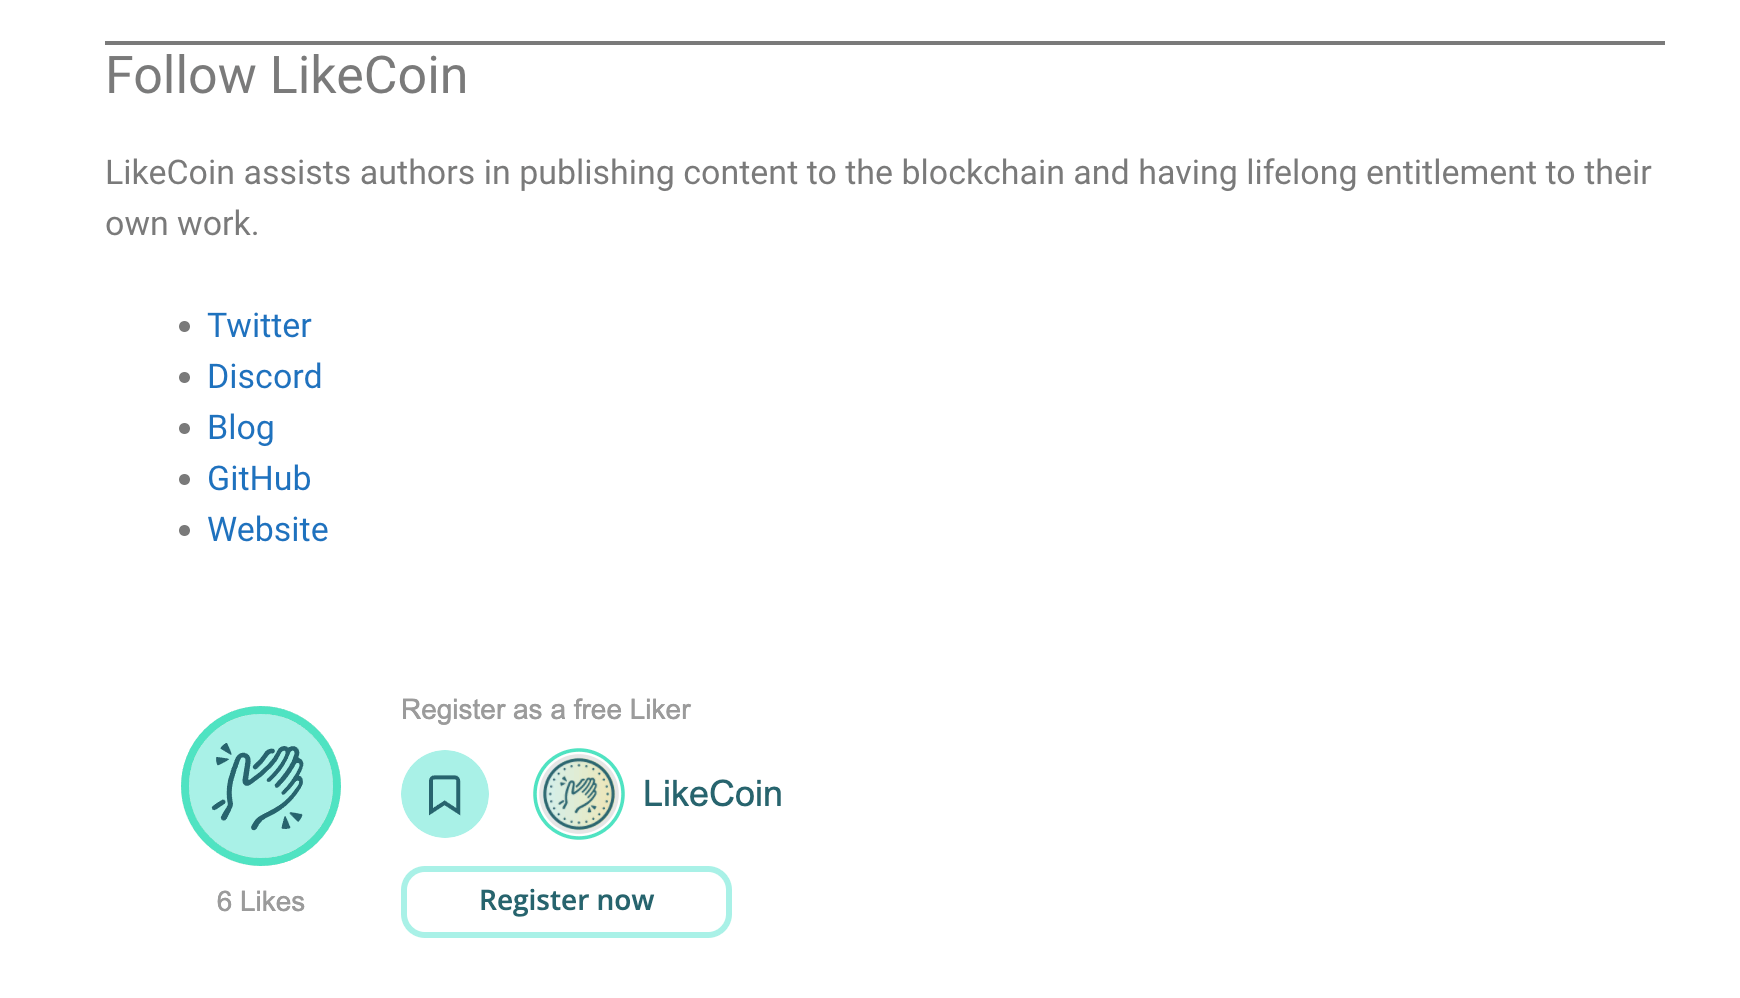 Follow LikeCoin
LikeCoin assists authors in publishing content to the blockchain and having lifelong entitlement to their
own work.
Twitter
Discord
Blog
GitHub
Website
Register as a free Liker
LikeCoin
6 Likes
Register now